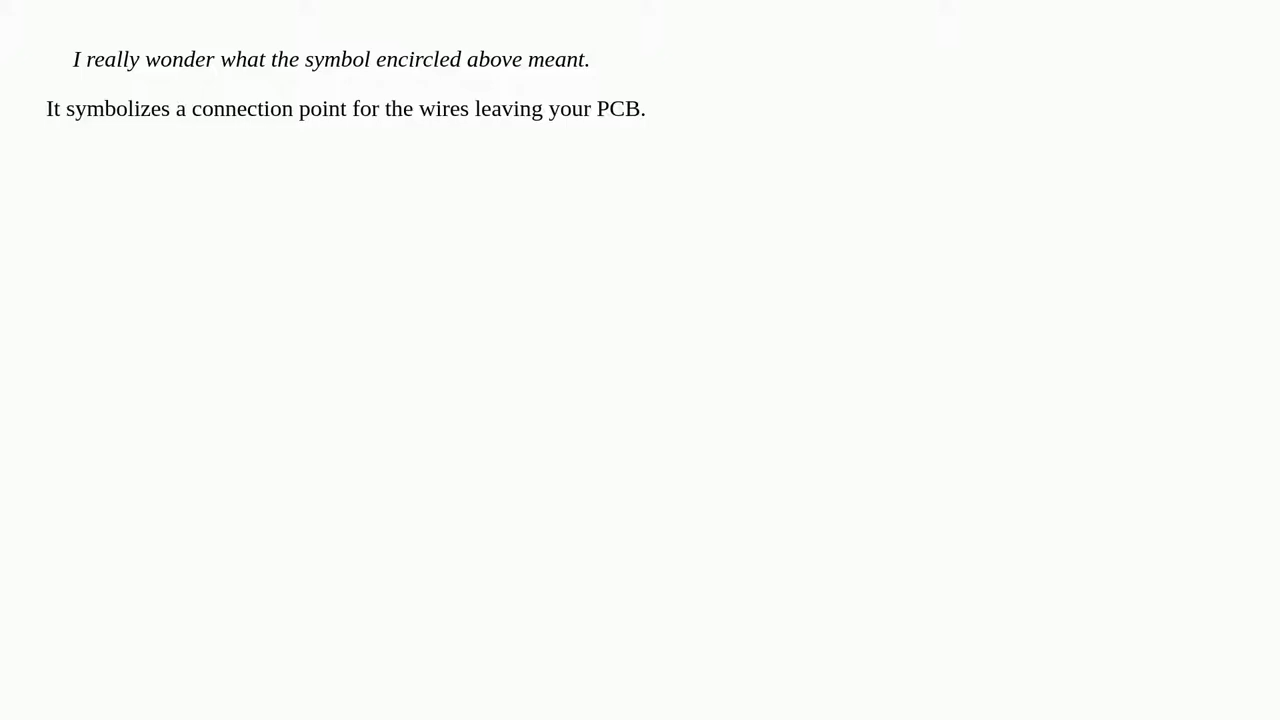 I really wonder what the symbol encircled above meant.
It symbolizes a connection point for the wires leaving your PCB.